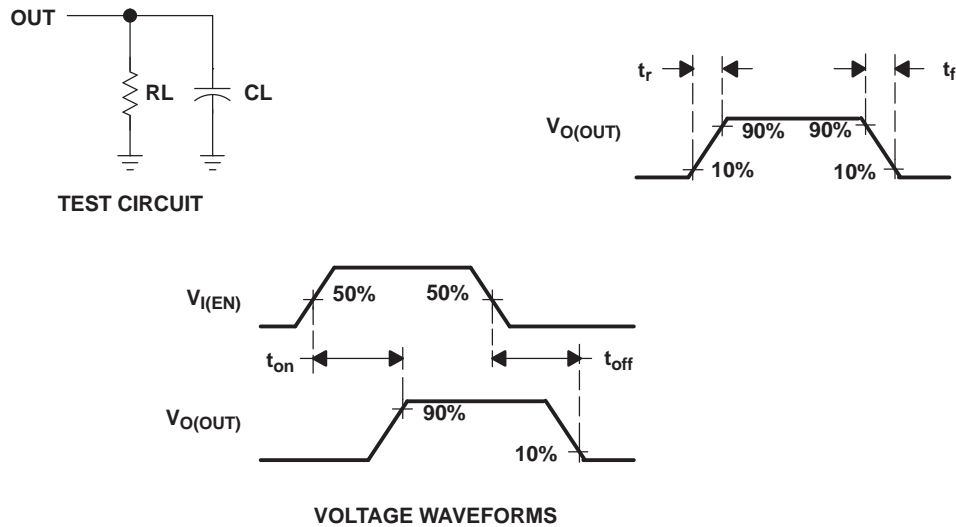 OUT
RL CL
TEST CIRCUIT
tr tf
VO(OUT)
90% 90%
10% 10%
VI(EN)
50% 50%
ton toff
VO(OUT)
90%
10%
VOLTAGE WAVEFORMS